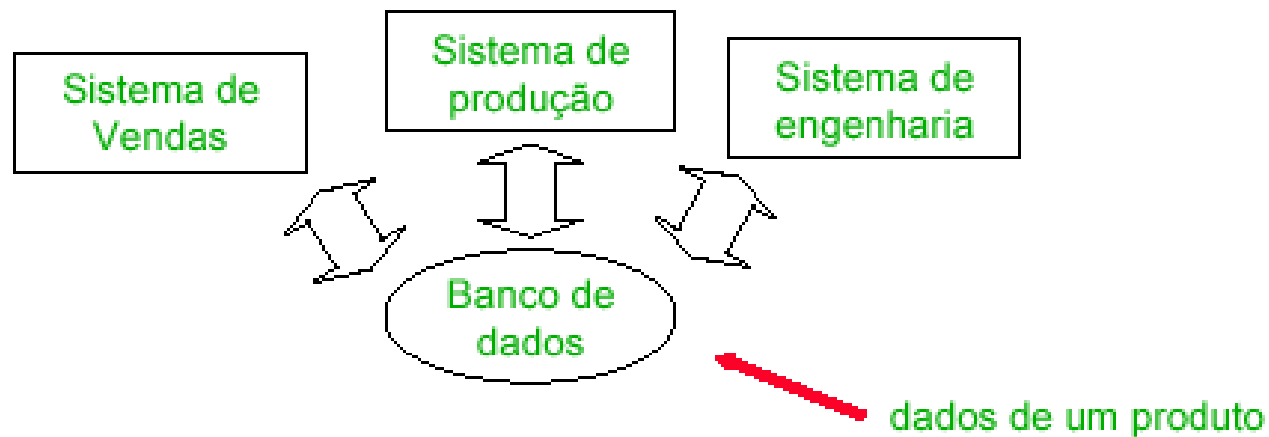 Sistema de
Vendas
Sistema de
produção
Sistema de
engenharia
Banco de
dados
dados de um produto